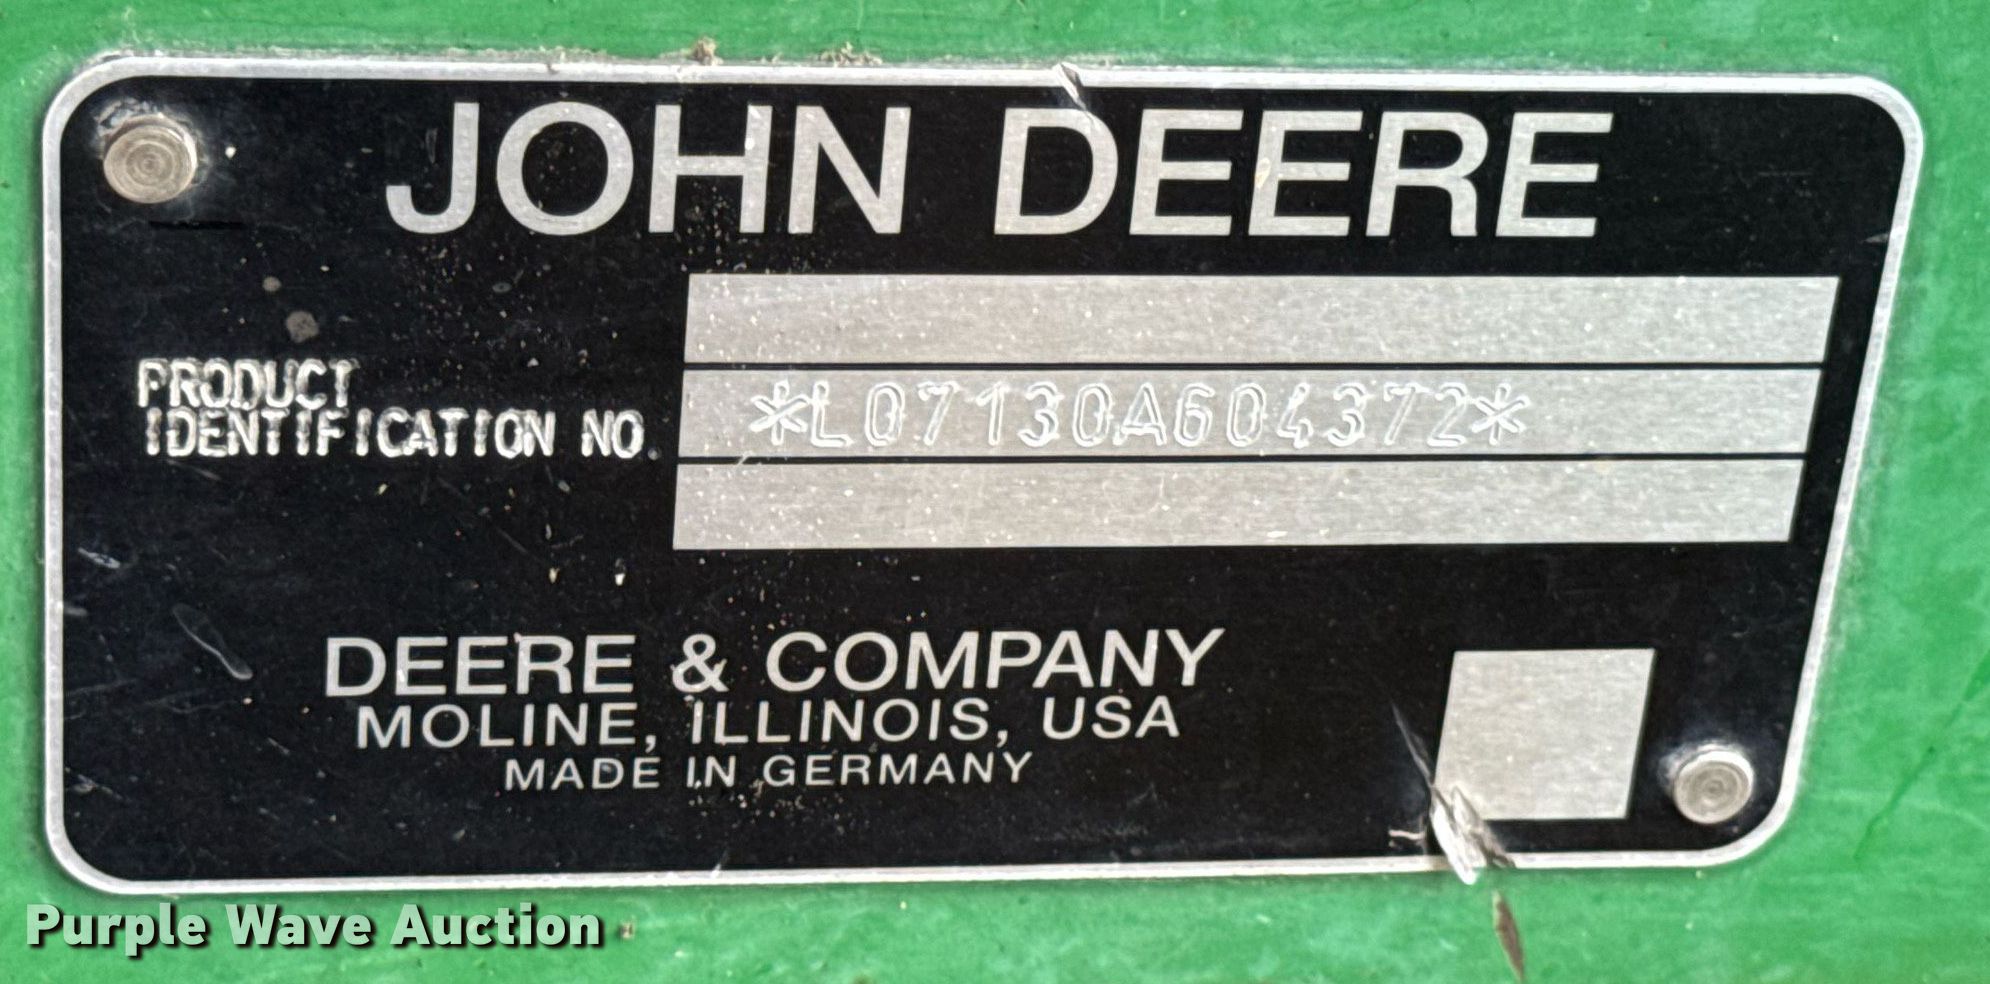 JOHN DEERE
PRODUCT
IDENTIFICATION NO.
*L07130A604372*
DEERE & COMPANY
MOLINE, ILLINOIS, USA
MADE IN GERMANY
Purple Wave Auction